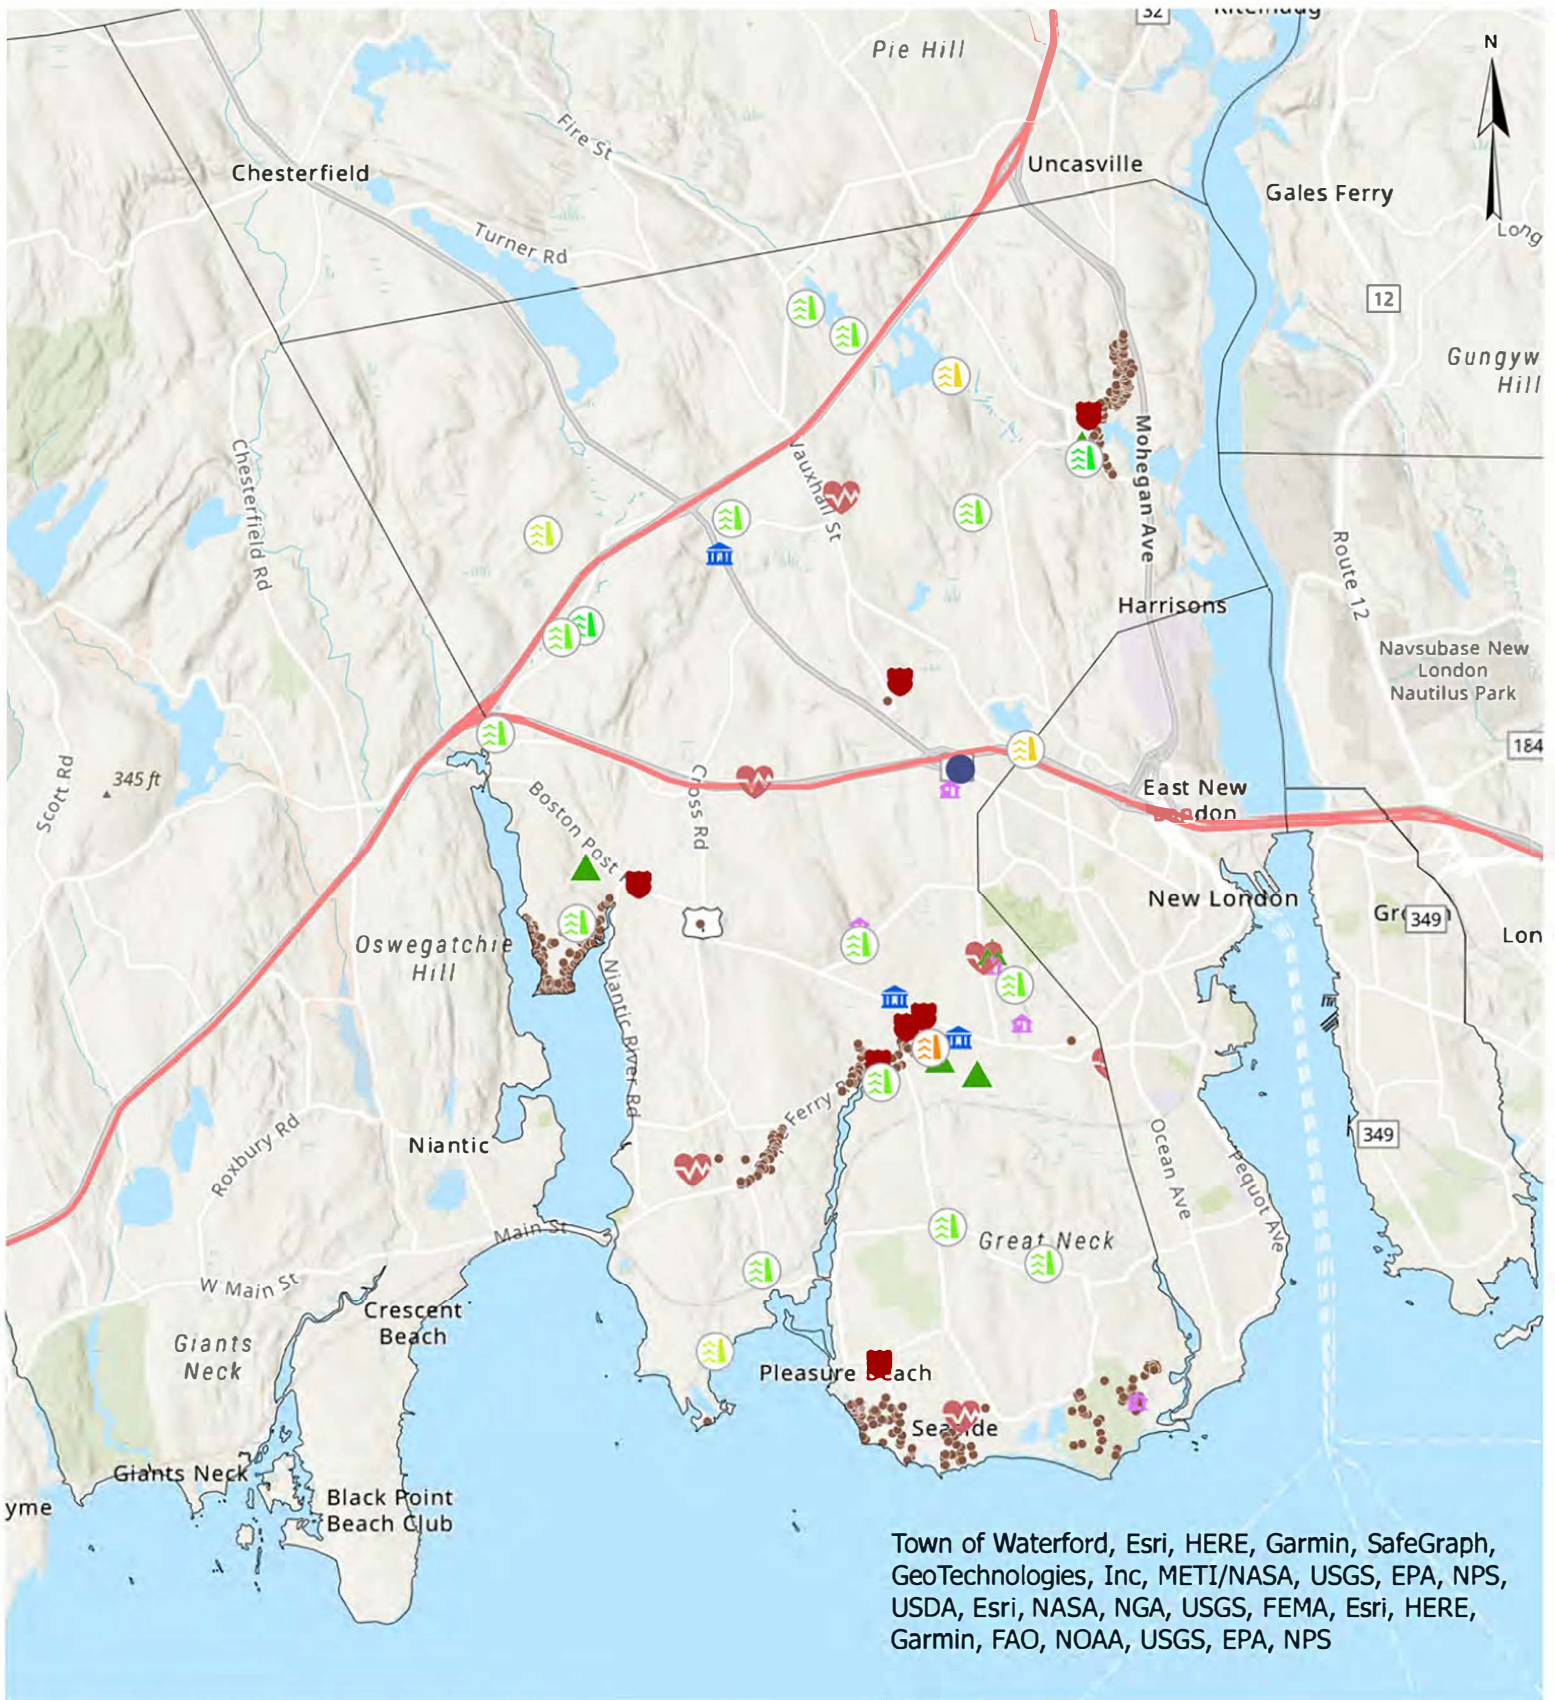 32
Pie Hill
N
Fire St
Uncasville
Chesterfield
Gales Ferry
Long
Turner Rd
12
Gungyw
Hill
Chesterfield Rd
Vauxhall St
Mohegan Ave
Route 12
Harrisons
Navsubase New
London
Nautilus Park
184
Scott Rd
345 ft
Boston Post
Cross Rd
East New
don
New London
349
Lon
Oswegatchie
Hill
Niantic River Rd
Ferry
349
Niantic
Roxbury Rd
Ocean Ave
Pequot Ave
Main St
Great Neck
W Main St
Crescent
Beach
Giants
Neck
Pleasure
ach
Giants Neck
Black Point
Beach Club
yme
Town of Waterford, Esri, HERE, Garmin, SafeGraph,
GeoTechnologies, Inc, METI/NASA, USGS, EPA, NPS,
USDA, Esri, NASA, NGA, USGS, FEMA, Esri, HERE,
Garmin, FAO, NOAA, USGS, EPA, NPS